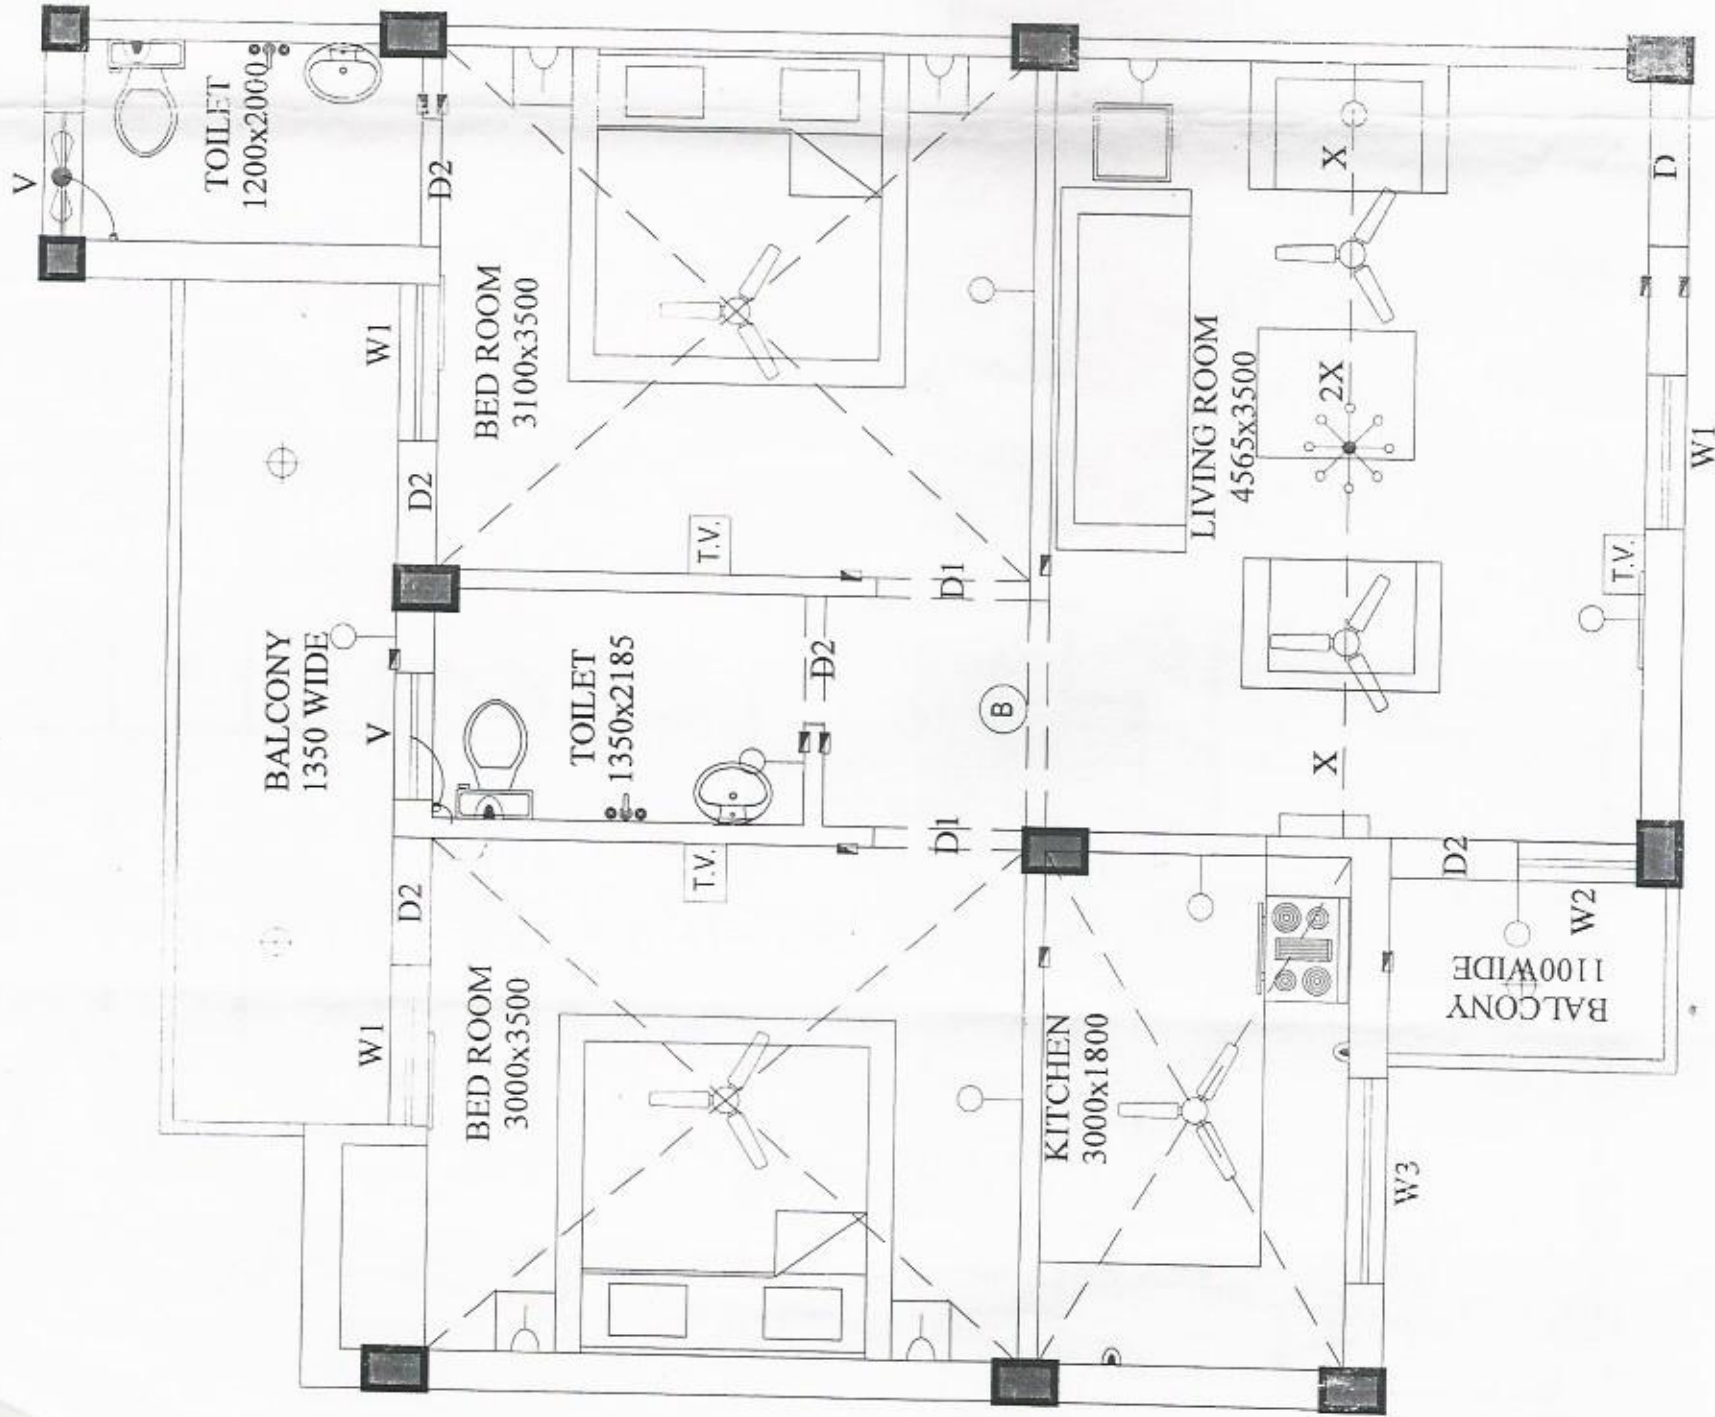 V
TOILET
1200x2000
D2
W1
BED ROOM
3100x3500
D2
T.V.
D1
BALCONY
1350 WIDE
V
TOILET
1350x2185
D2
B
D1
T.V.
D2
W1
BED ROOM
3000x3500
KITCHEN
3000x1800
W3
LIVING ROOM
4565x3500
X
2X
X
D
W1
T.V.
D2
W2
BALCONY
1100WIDE